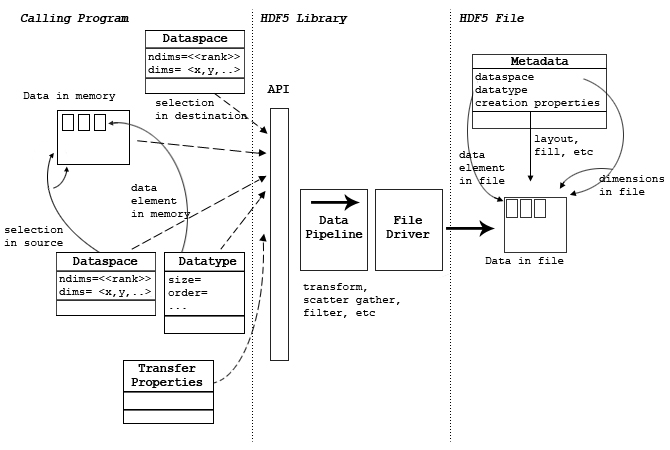 Calling Program
HDF5 Library
HDF5 File
Dataspace
ndims=<<rank>>
dims= <x,y,..>
selection
in destination
Data in memory
data
element
in memory
selection
in source
Dataspace
ndims=<<rank>>
dims= <x,y,..>
Datatype
size=
order=
...
Transfer
Properties
API
Data
Pipeline
File
Driver
transform,
scatter gather,
filter, etc
Metadata
dataspace
datatype
creation properties
layout,
fill, etc
data
element
in file
dimensions
in file
Data in file